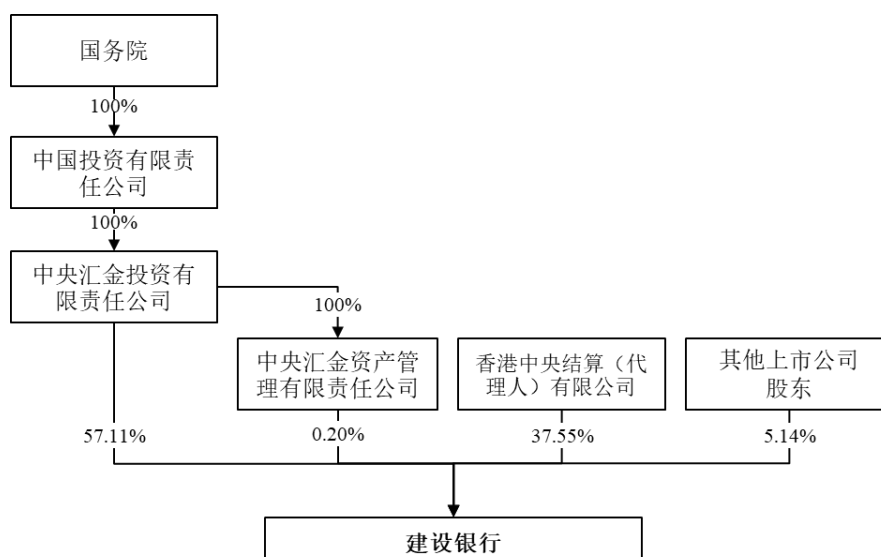 国务院
100%
中国投资有限责
任公司
100%
中央汇金投资有
限责任公司
100%
中央汇金资产管
理有限责任公司
香港中央结算（代
理人）有限公司
其他上市公司
股东
57.11%
0.20%
37.55%
5.14%
建设银行